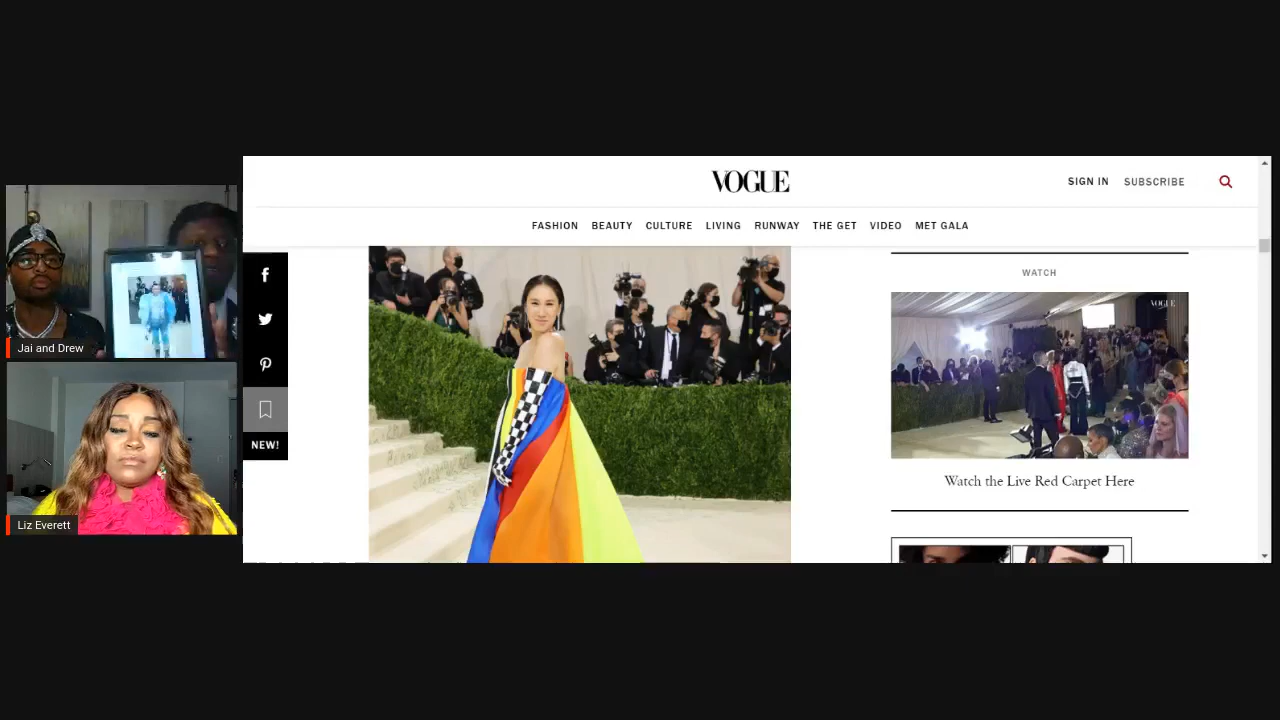 VOGUE
SIGN IN
SUBSCRIBE
FASHION
BEAUTY
CULTURE
LIVING
RUNWAY
THE GET
VIDEO
MET GALA
NEW!
WATCH
VOGUE
Watch the Live Red Carpet Here
Jai and Drew
Liz Everett